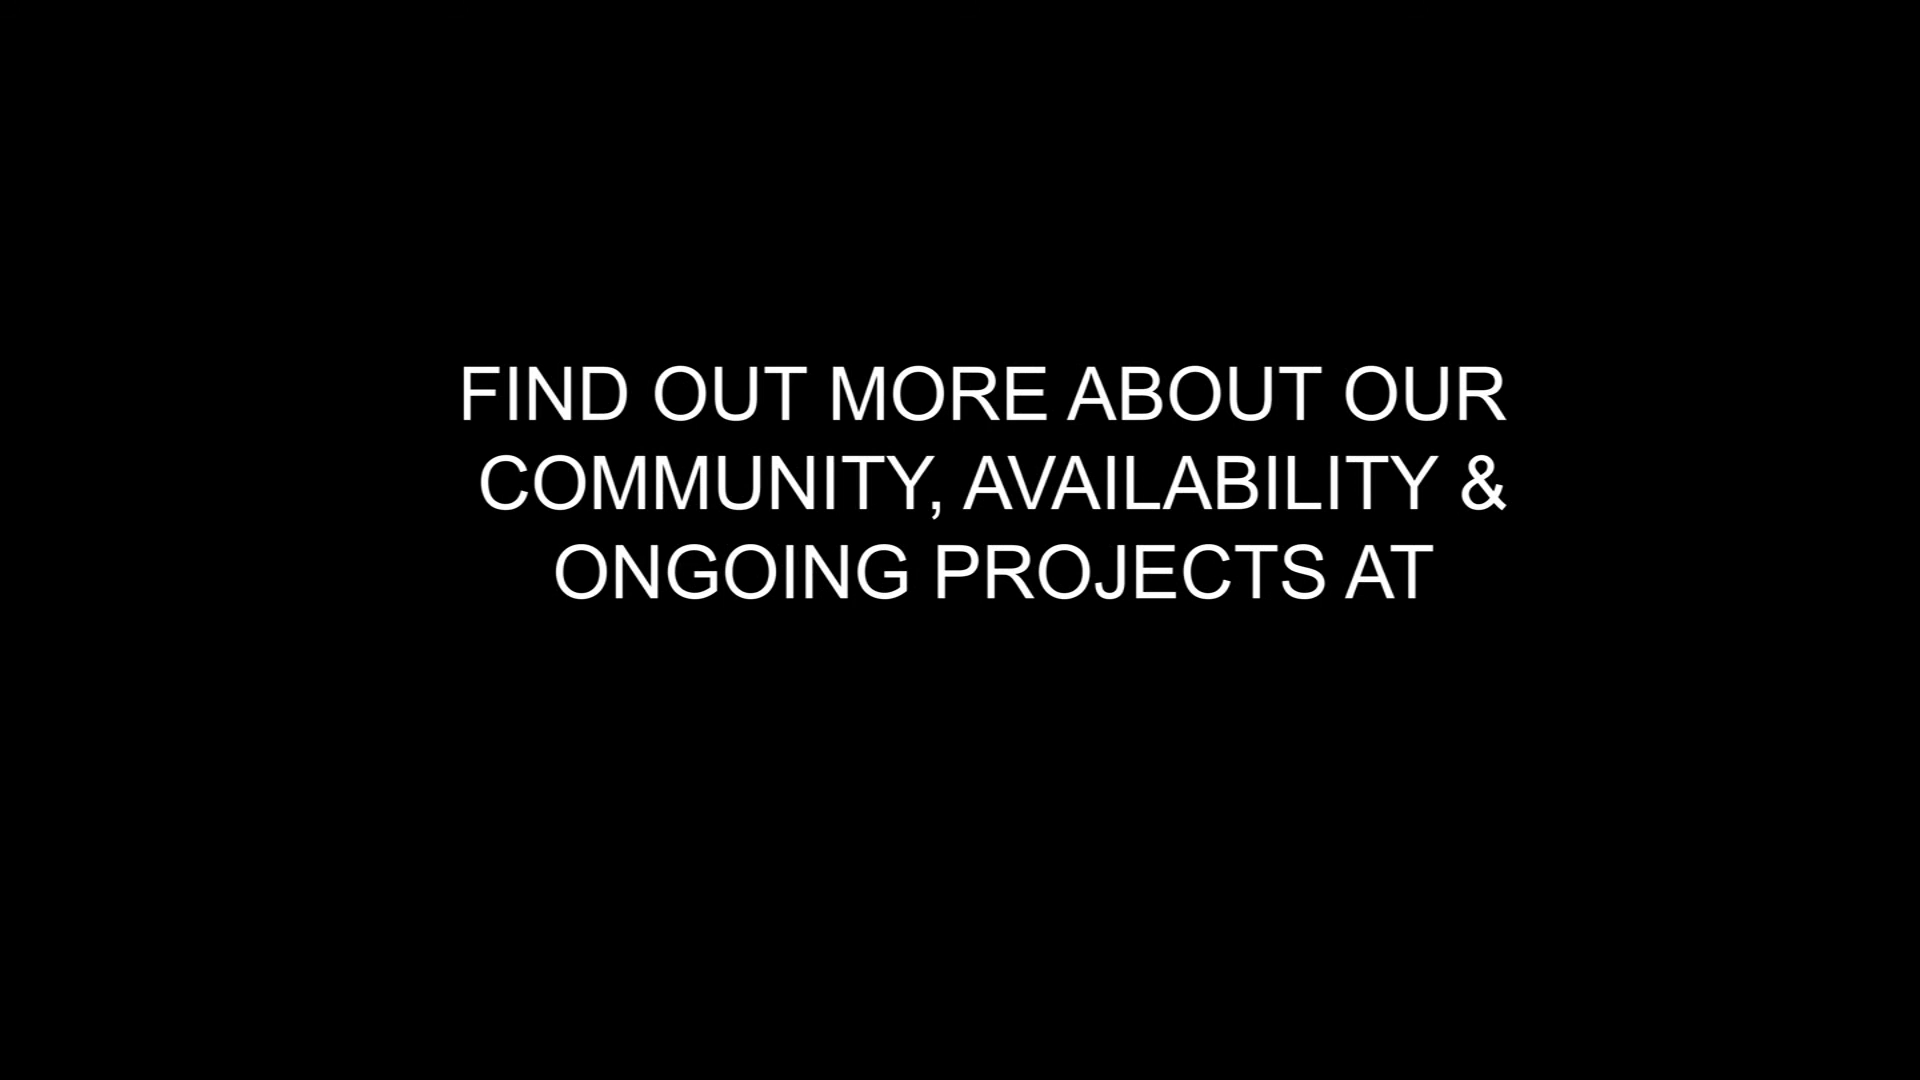 FIND OUT MORE ABOUT OUR
COMMUNITY, AVAILABILITY &
ONGOING PROJECTS AT